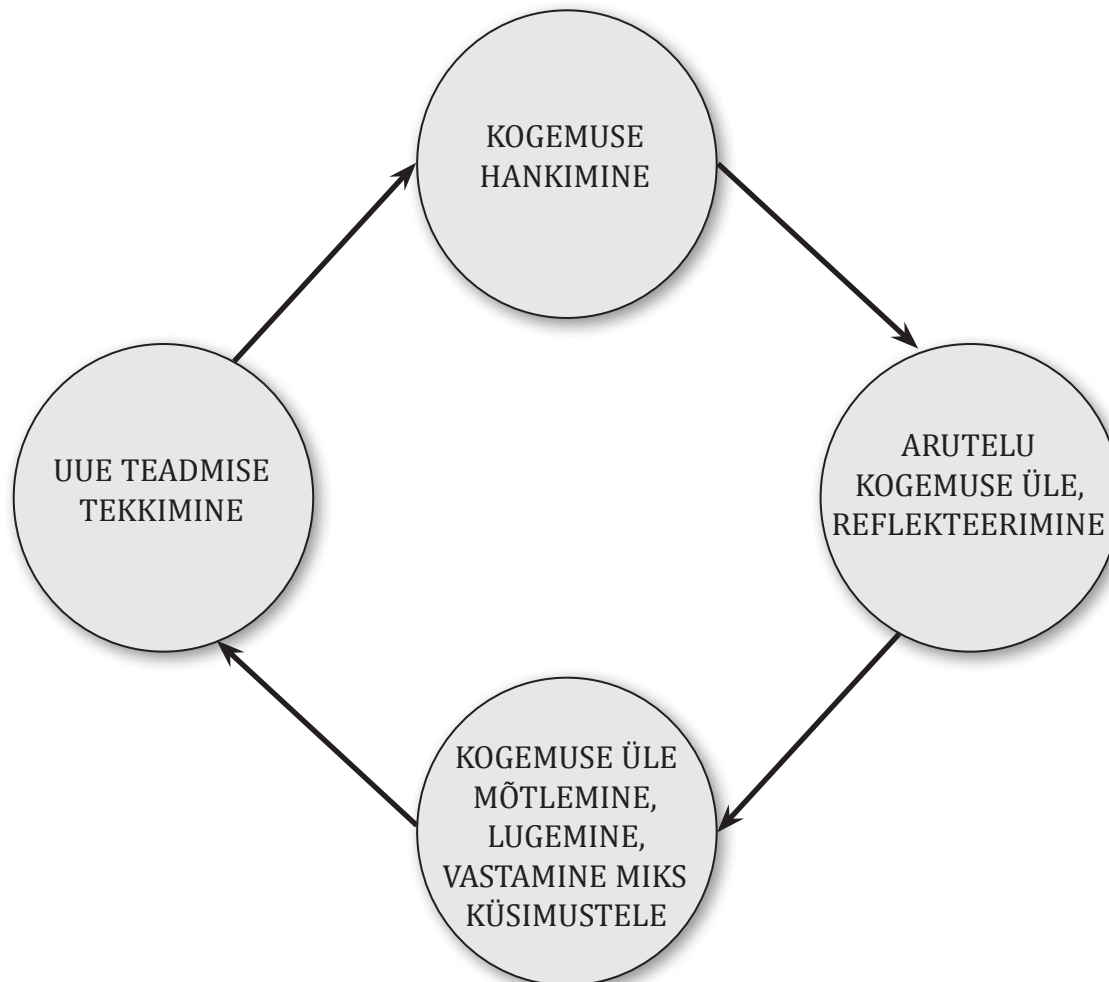 KOGEMUSE
HANKIMINE
ARUTELU
KOGEMUSE ÜLE,
REFLEKTEERIMINE
KOGEMUSE ÜLE
MÕTLEMINE,
LUGEMINE,
VASTAMINE MIKS
KÜSIMUSTELE
UUE TEADMISE
TEKKIMINE